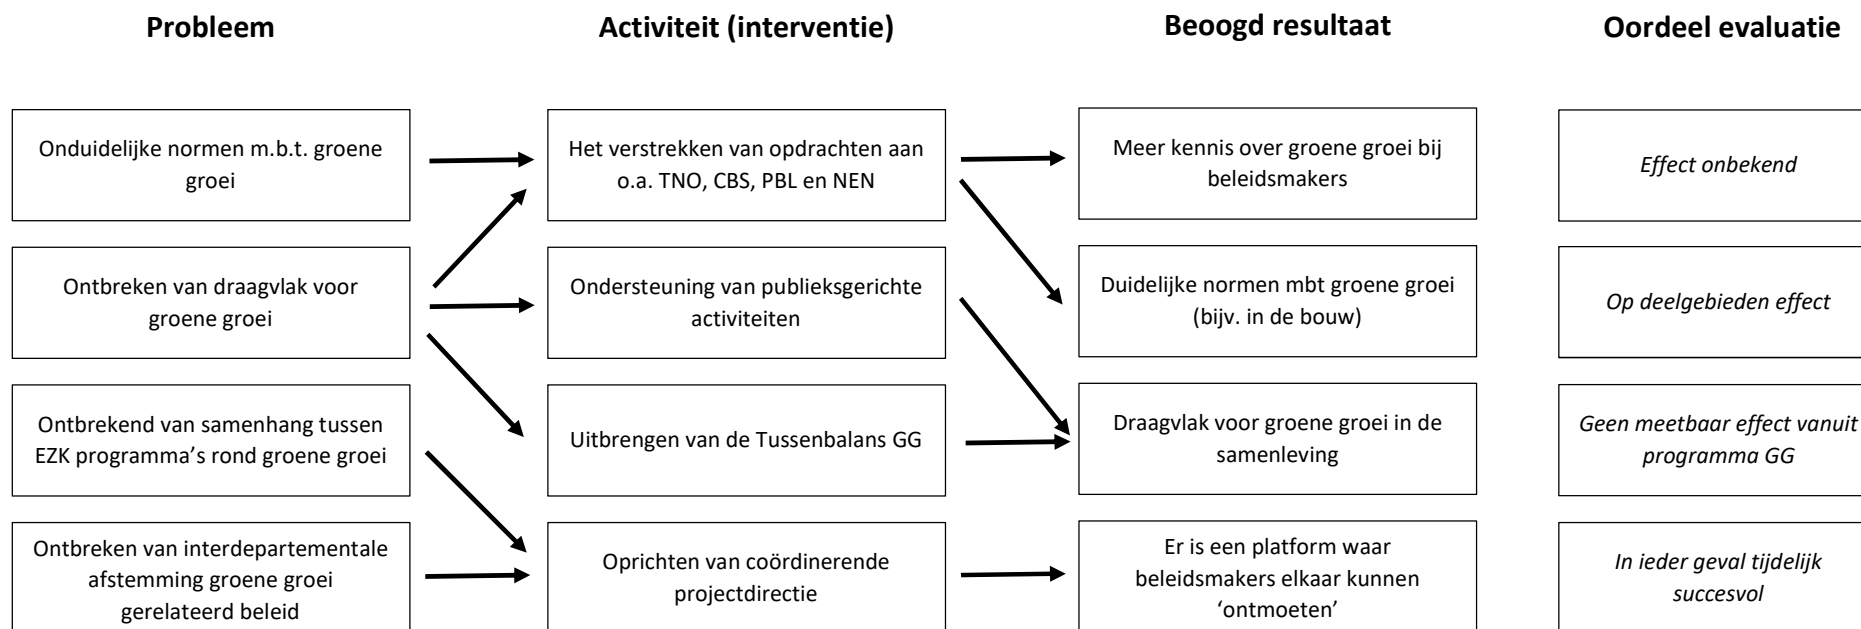 Probleem
Activiteit (interventie)
Beoogd resultaat
Oordeel evaluatie
Onduidelijke normen m.b.t. groene
groei
Het verstrekken van opdrachten aan
o.a. TNO, CBS, PBL en NEN
Meer kennis over groene groei bij
beleidsmakers
Effect onbekend
Ontbreken van draagvlak voor
groene groei
Ondersteuning van publieksgerichte
activiteiten
Duidelijke normen mbt groene groei
(bijv. in de bouw)
Op deelgebieden effect
Ontbrekend van samenhang tussen
EZK programma’s rond groene groei
Uitbrengen van de Tussenbalans GG
Draagvlak voor groene groei in de
samenleving
Geen meetbaar effect vanuit
programma GG
Ontbreken van interdepartementale
afstemming groene groei
gerelateerd beleid
Oprichten van coördinerende
projectdirectie
Er is een platform waar
beleidsmakers elkaar kunnen
‘ontmoeten’
In ieder geval tijdelijk
succesvol